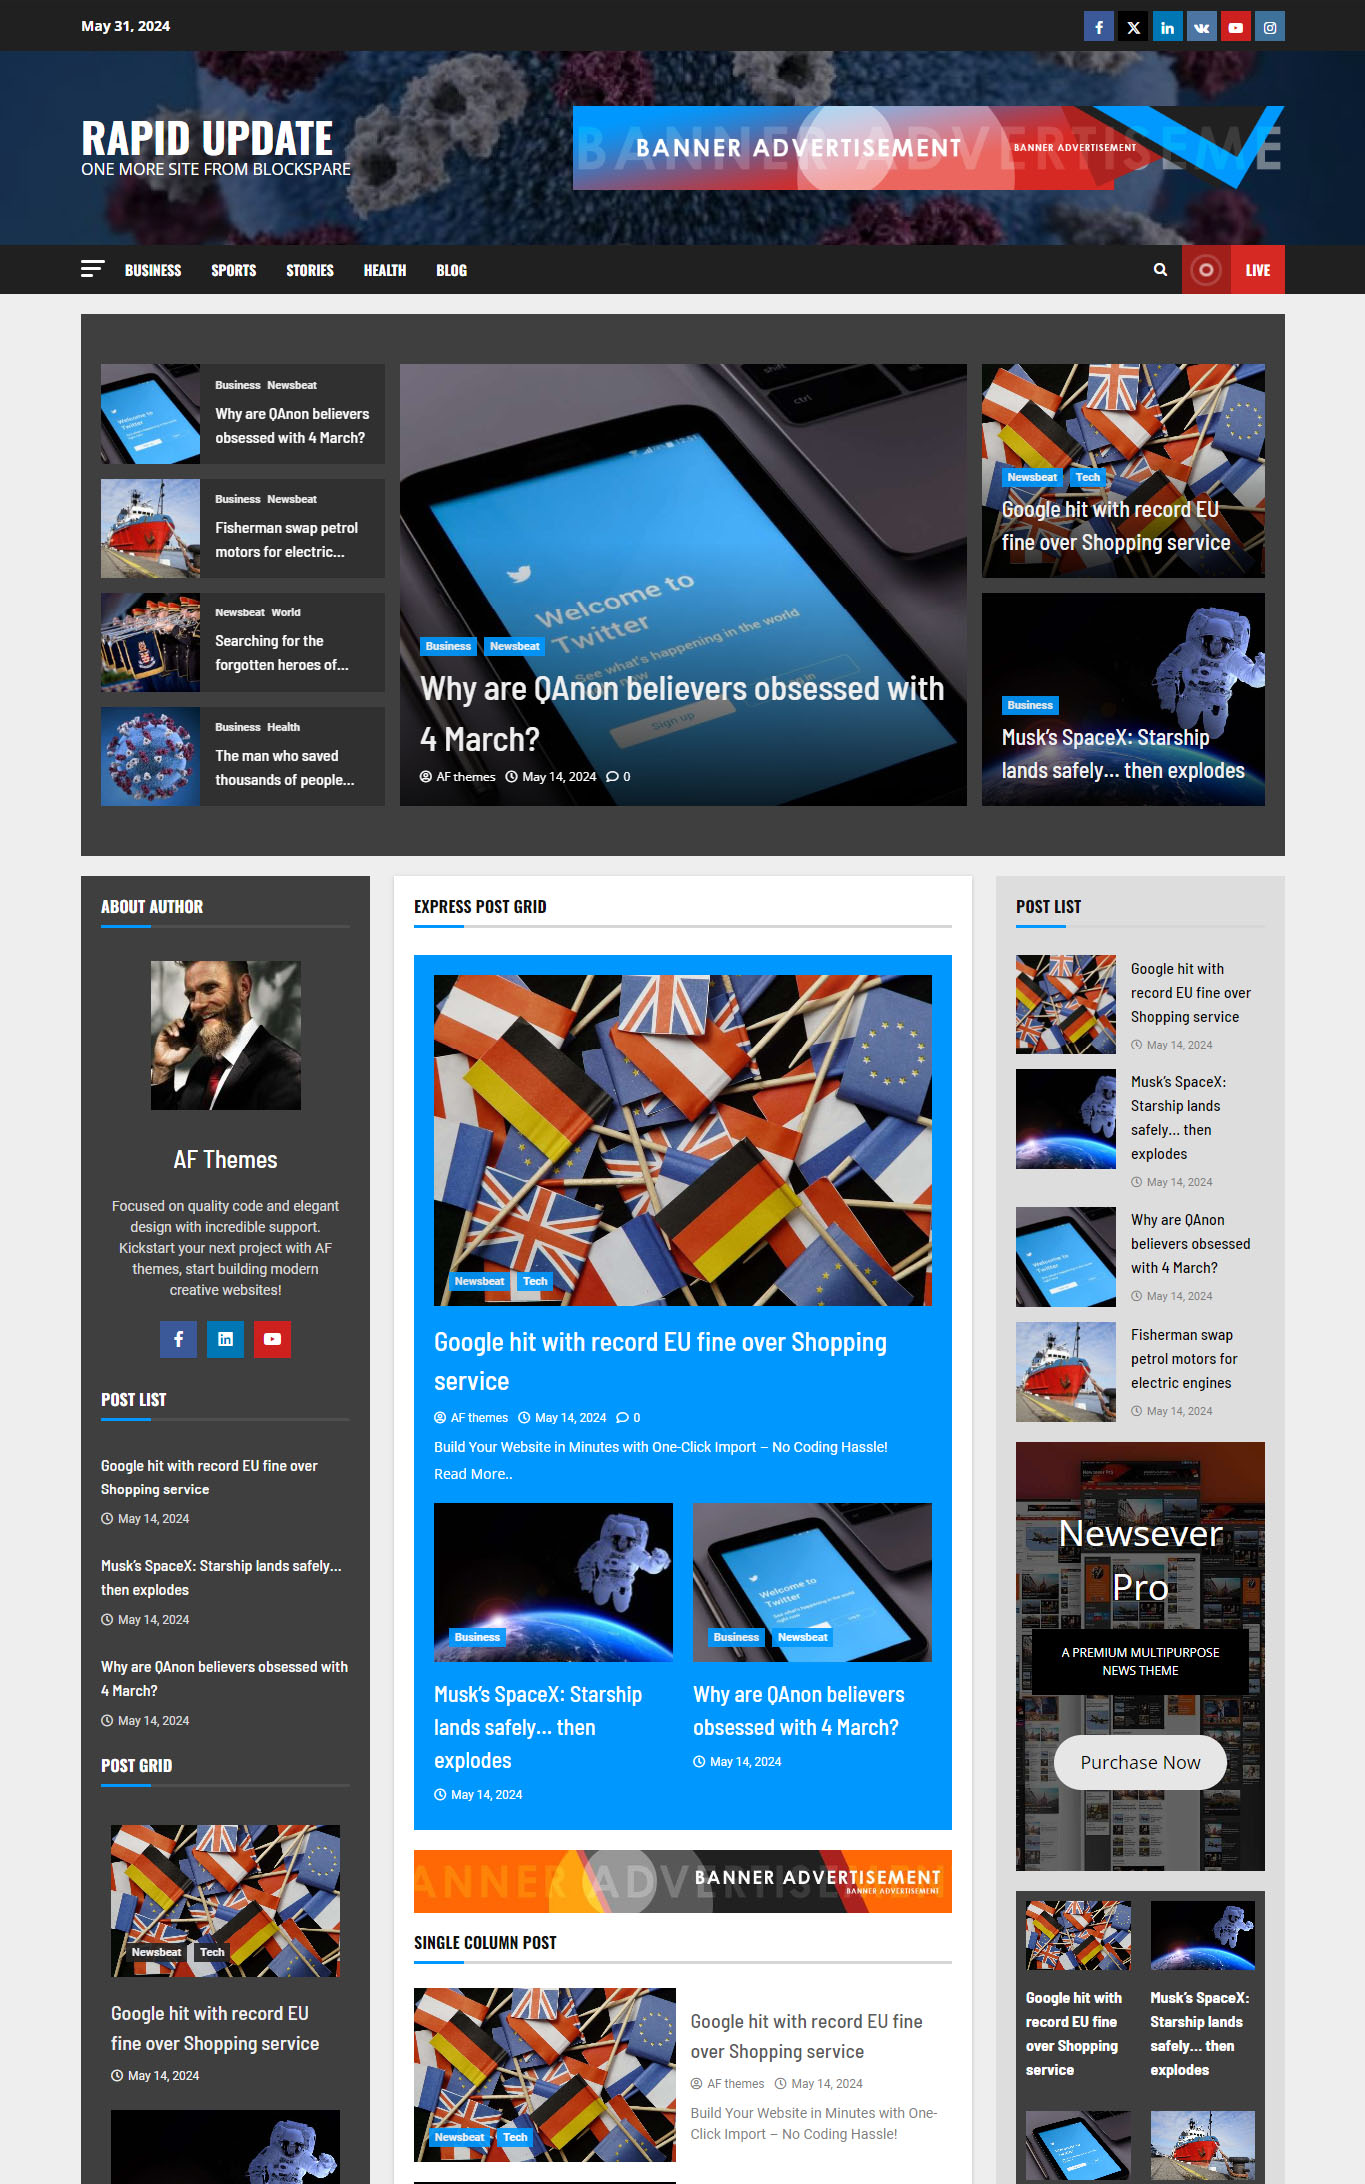 May 31, 2024
RAPID UPDATE
ONE MORE SITE FROM BLOCKSPARE
BANNER ADVERTISEMENT
BANNER ADVERTISEMENT
BUSINESS SPORTS STORIES HEALTH BLOG
LIVE
Business Newsbeat
Why are QAnon believers
obsessed with 4 March?
Business Newsbeat
Fisherman swap petrol
motors for electric...
Newsbeat World
Searching for the
forgotten heroes of...
Business Health
The man who saved
thousands of people...
Welcome to
Twitter
See what's happening in the world
Sign up
Business Newsbeat
Why are QAnon believers obsessed with
4 March?
AF themes May 14, 2024 0
Newsbeat Tech
Google hit with record EU
fine over Shopping service
Business
Musk's SpaceX: Starship
lands safely... then explodes
ABOUT AUTHOR
AF Themes
Focused on quality code and elegant
design with incredible support.
Kickstart your next project with AF
themes, start building modern
creative websites!
POST LIST
Google hit with record EU fine over
Shopping service
May 14, 2024
Musk's SpaceX: Starship lands safely...
then explodes
May 14, 2024
Why are QAnon believers obsessed with
4 March?
May 14, 2024
POST GRID
Newsbeat Tech
Google hit with record EU
fine over Shopping service
May 14, 2024
EXPRESS POST GRID
Newsbeat Tech
Google hit with record EU fine over Shopping
service
AF themes May 14, 2024 0
Build Your Website in Minutes with One-Click Import – No Coding Hassle!
Read More..
Business
Musk's SpaceX: Starship
lands safely... then
explodes
May 14, 2024
Welcome to
Twitter
Business Newsbeat
Why are QAnon believers
obsessed with 4 March?
May 14, 2024
BANNER ADVERTISEMENT
BANNER ADVERTISEMENT
SINGLE COLUMN POST
Newsbeat Tech
Google hit with record EU fine
over Shopping service
AF themes May 14, 2024
Build Your Website in Minutes with One-
Click Import – No Coding Hassle!
POST LIST
Google hit with
record EU fine over
Shopping service
May 14, 2024
Musk's SpaceX:
Starship lands
safely... then
explodes
May 14, 2024
Why are QAnon
believers obsessed
with 4 March?
May 14, 2024
Fisherman swap
petrol motors for
electric engines
May 14, 2024
Newsever
Pro
A PREMIUM MULTIPURPOSE
NEWS THEME
Purchase Now
Google hit with
record EU fine
over Shopping
service
Musk's SpaceX:
Starship lands
safely... then
explodes